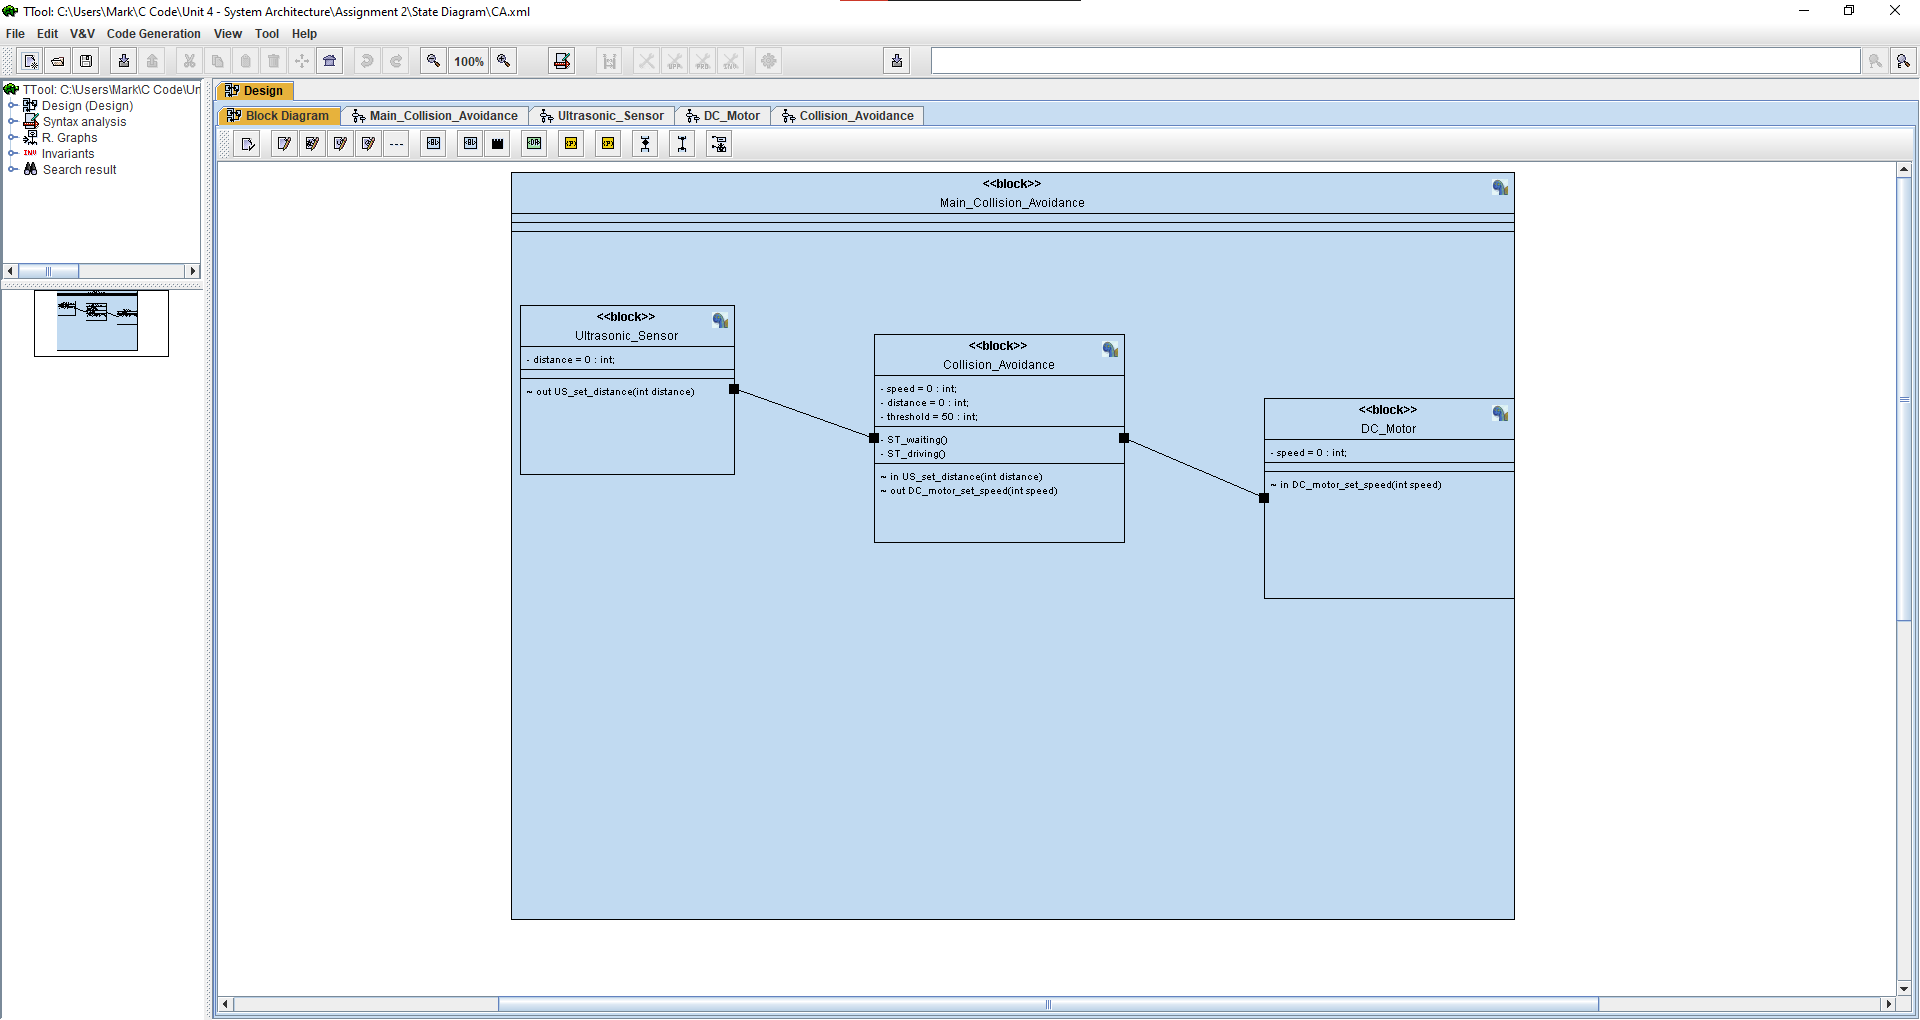 TTool: C:\Users\Mark\C Code\Unit 4 - System Architecture\Assignment 2\State Diagram\CA.xml
File Edit V&V Code Generation View Tool Help
100%
TTool: C:\Users\Mark\C Code\Un
Design (Design)
Syntax analysis
R. Graphs
INV Invariants
Search result
Design
Block Diagram Main_Collision_Avoidance Ultrasonic_Sensor DC_Motor Collision_Avoidance
<<block>>
Main_Collision_Avoidance
<<block>>
Ultrasonic_Sensor
- distance = 0 : int;
~ out US_set_distance(int distance)
<<block>>
Collision_Avoidance
- speed = 0 : int;
- distance = 0 : int;
- threshold = 50 : int;
- ST_waiting()
- ST_driving()
~ in US_set_distance(int distance)
~ out DC_motor_set_speed(int speed)
<<block>>
DC_Motor
- speed = 0 : int;
~ in DC_motor_set_speed(int speed)